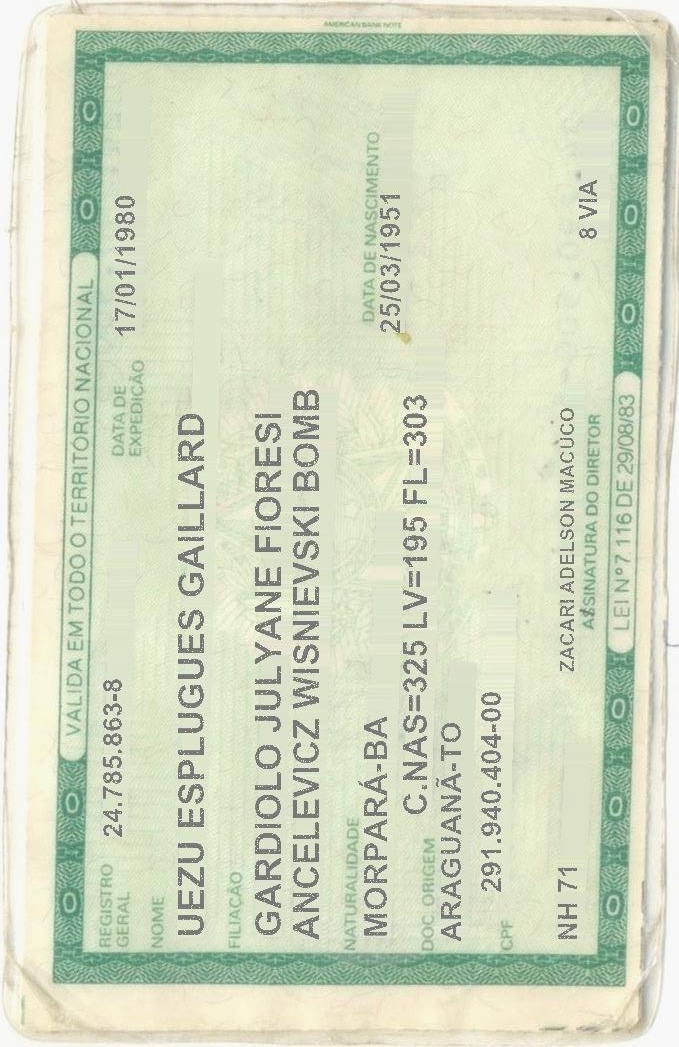 AMERICAN BANK NOTE
VALIDA EM TODO O TERRITÓRIO NACIONAL
REGISTRO GERAL 24.785.863-8 DATA DE EXPEDIÇÃO 17/01/1980
NOME
UEZU ESPLUGUES GAILLARD
FILIAÇÃO
GARDIOLO JULYANE FIORESI
ANCELEVICZ WISNIEVSKI BOMB
NATURALIDADE DATA DE NASCIMENTO
MORPARÁ-BA 25/03/1951
DOC. ORIGEM C.NAS=325 LV=195 FL=303
ARAGUANÃ-TO
CPF 291.940.404-00
NH 71 ZACARI ADELSON MACUCO 8 VIA
ASSINATURA DO DIRETOR
LEI Nº 7 116 DE 29/08/83